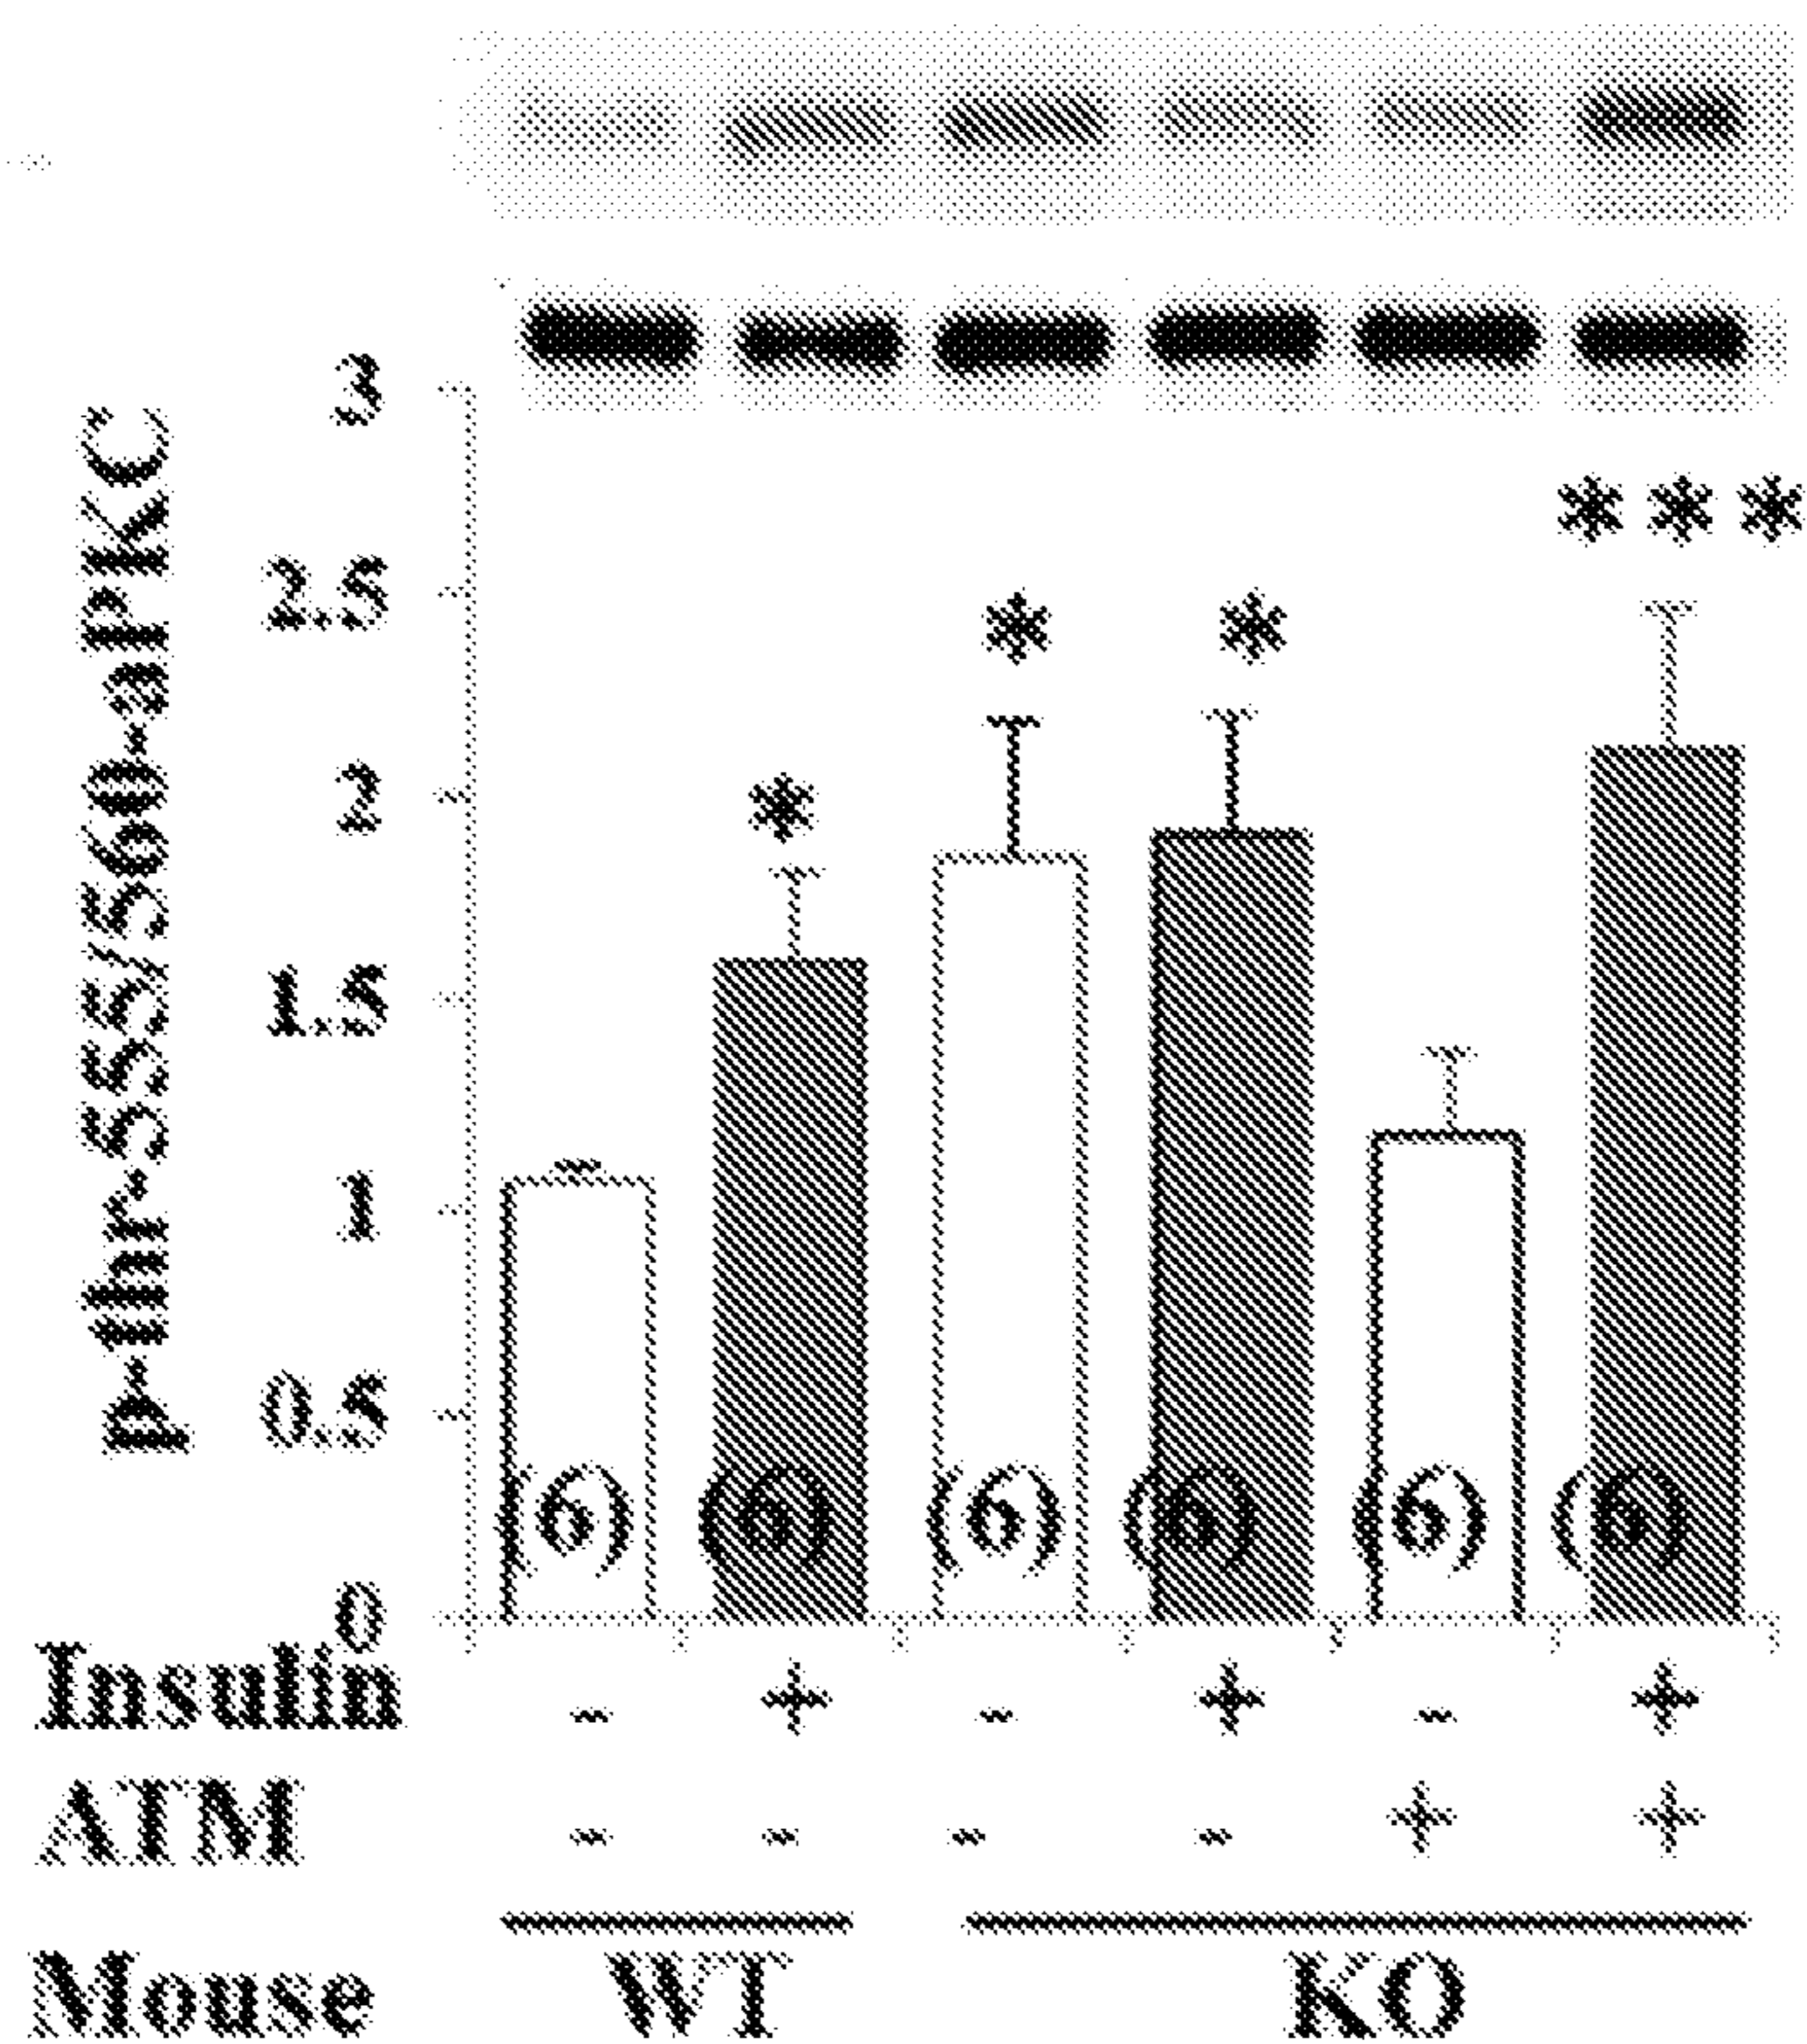 3
* * *
2.5
* *
2
*
1.5
1
0.5
(6) (6) (6) (6) (6) (6)
0
p-thr-555/560-aPKC
Insulin - + - + - +
ATM - - - - + +
Mouse WT KO